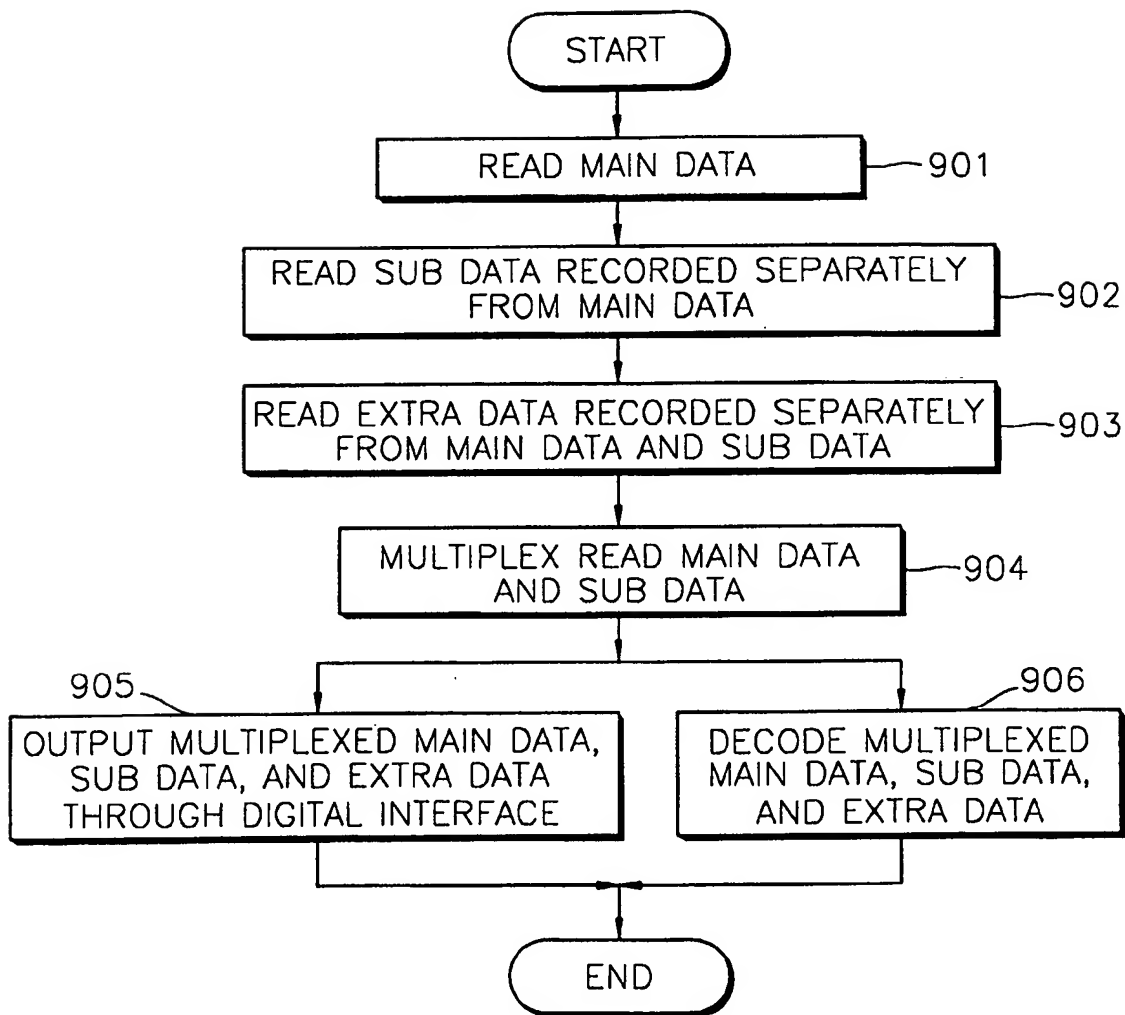 START
READ MAIN DATA
901
READ SUB DATA RECORDED SEPARATELY
FROM MAIN DATA
902
READ EXTRA DATA RECORDED SEPARATELY
FROM MAIN DATA AND SUB DATA
903
MULTIPLEX READ MAIN DATA
AND SUB DATA
904
905
OUTPUT MULTIPLEXED MAIN DATA,
SUB DATA, AND EXTRA DATA
THROUGH DIGITAL INTERFACE
906
DECODE MULTIPLEXED
MAIN DATA, SUB DATA,
AND EXTRA DATA
END